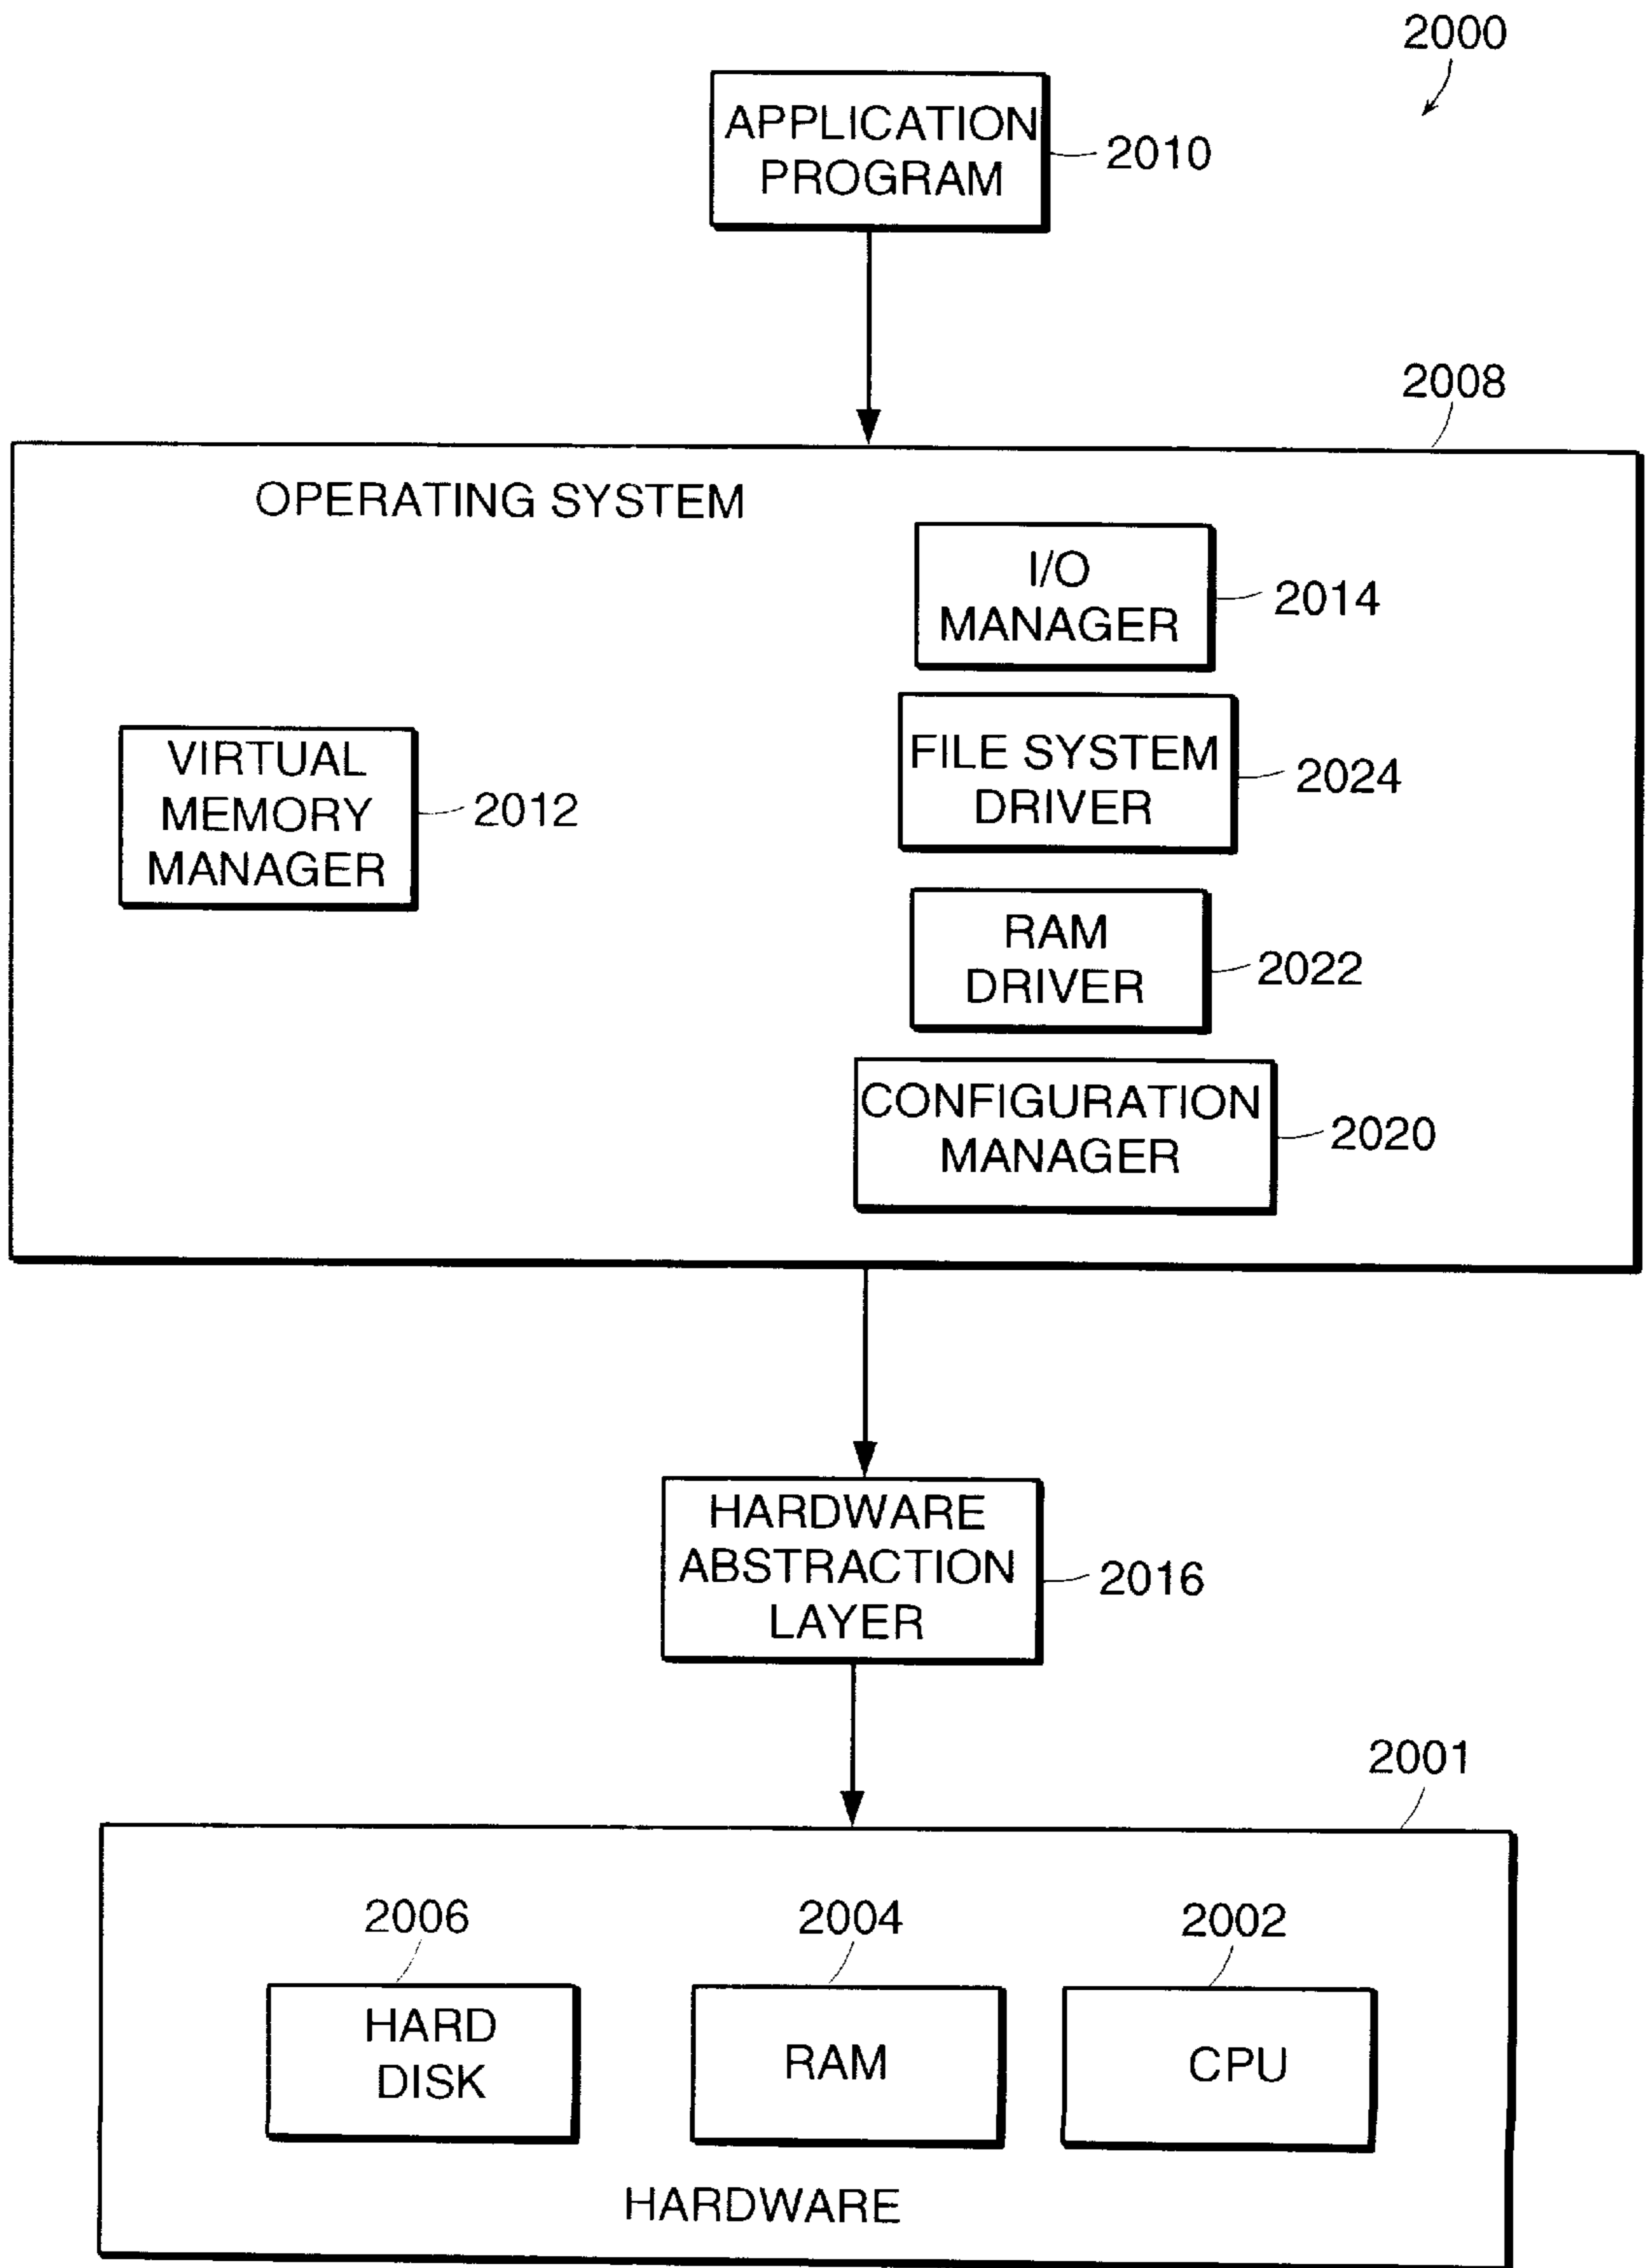 2000
APPLICATION
PROGRAM
2010
2008
OPERATING SYSTEM
I/O
MANAGER
2014
FILE SYSTEM
DRIVER
2024
VIRTUAL
MEMORY
MANAGER
2012
RAM
DRIVER
2022
CONFIGURATION
MANAGER
2020
HARDWARE
ABSTRACTION
LAYER
2016
2001
2006
HARD
DISK
2004
RAM
2002
CPU
HARDWARE